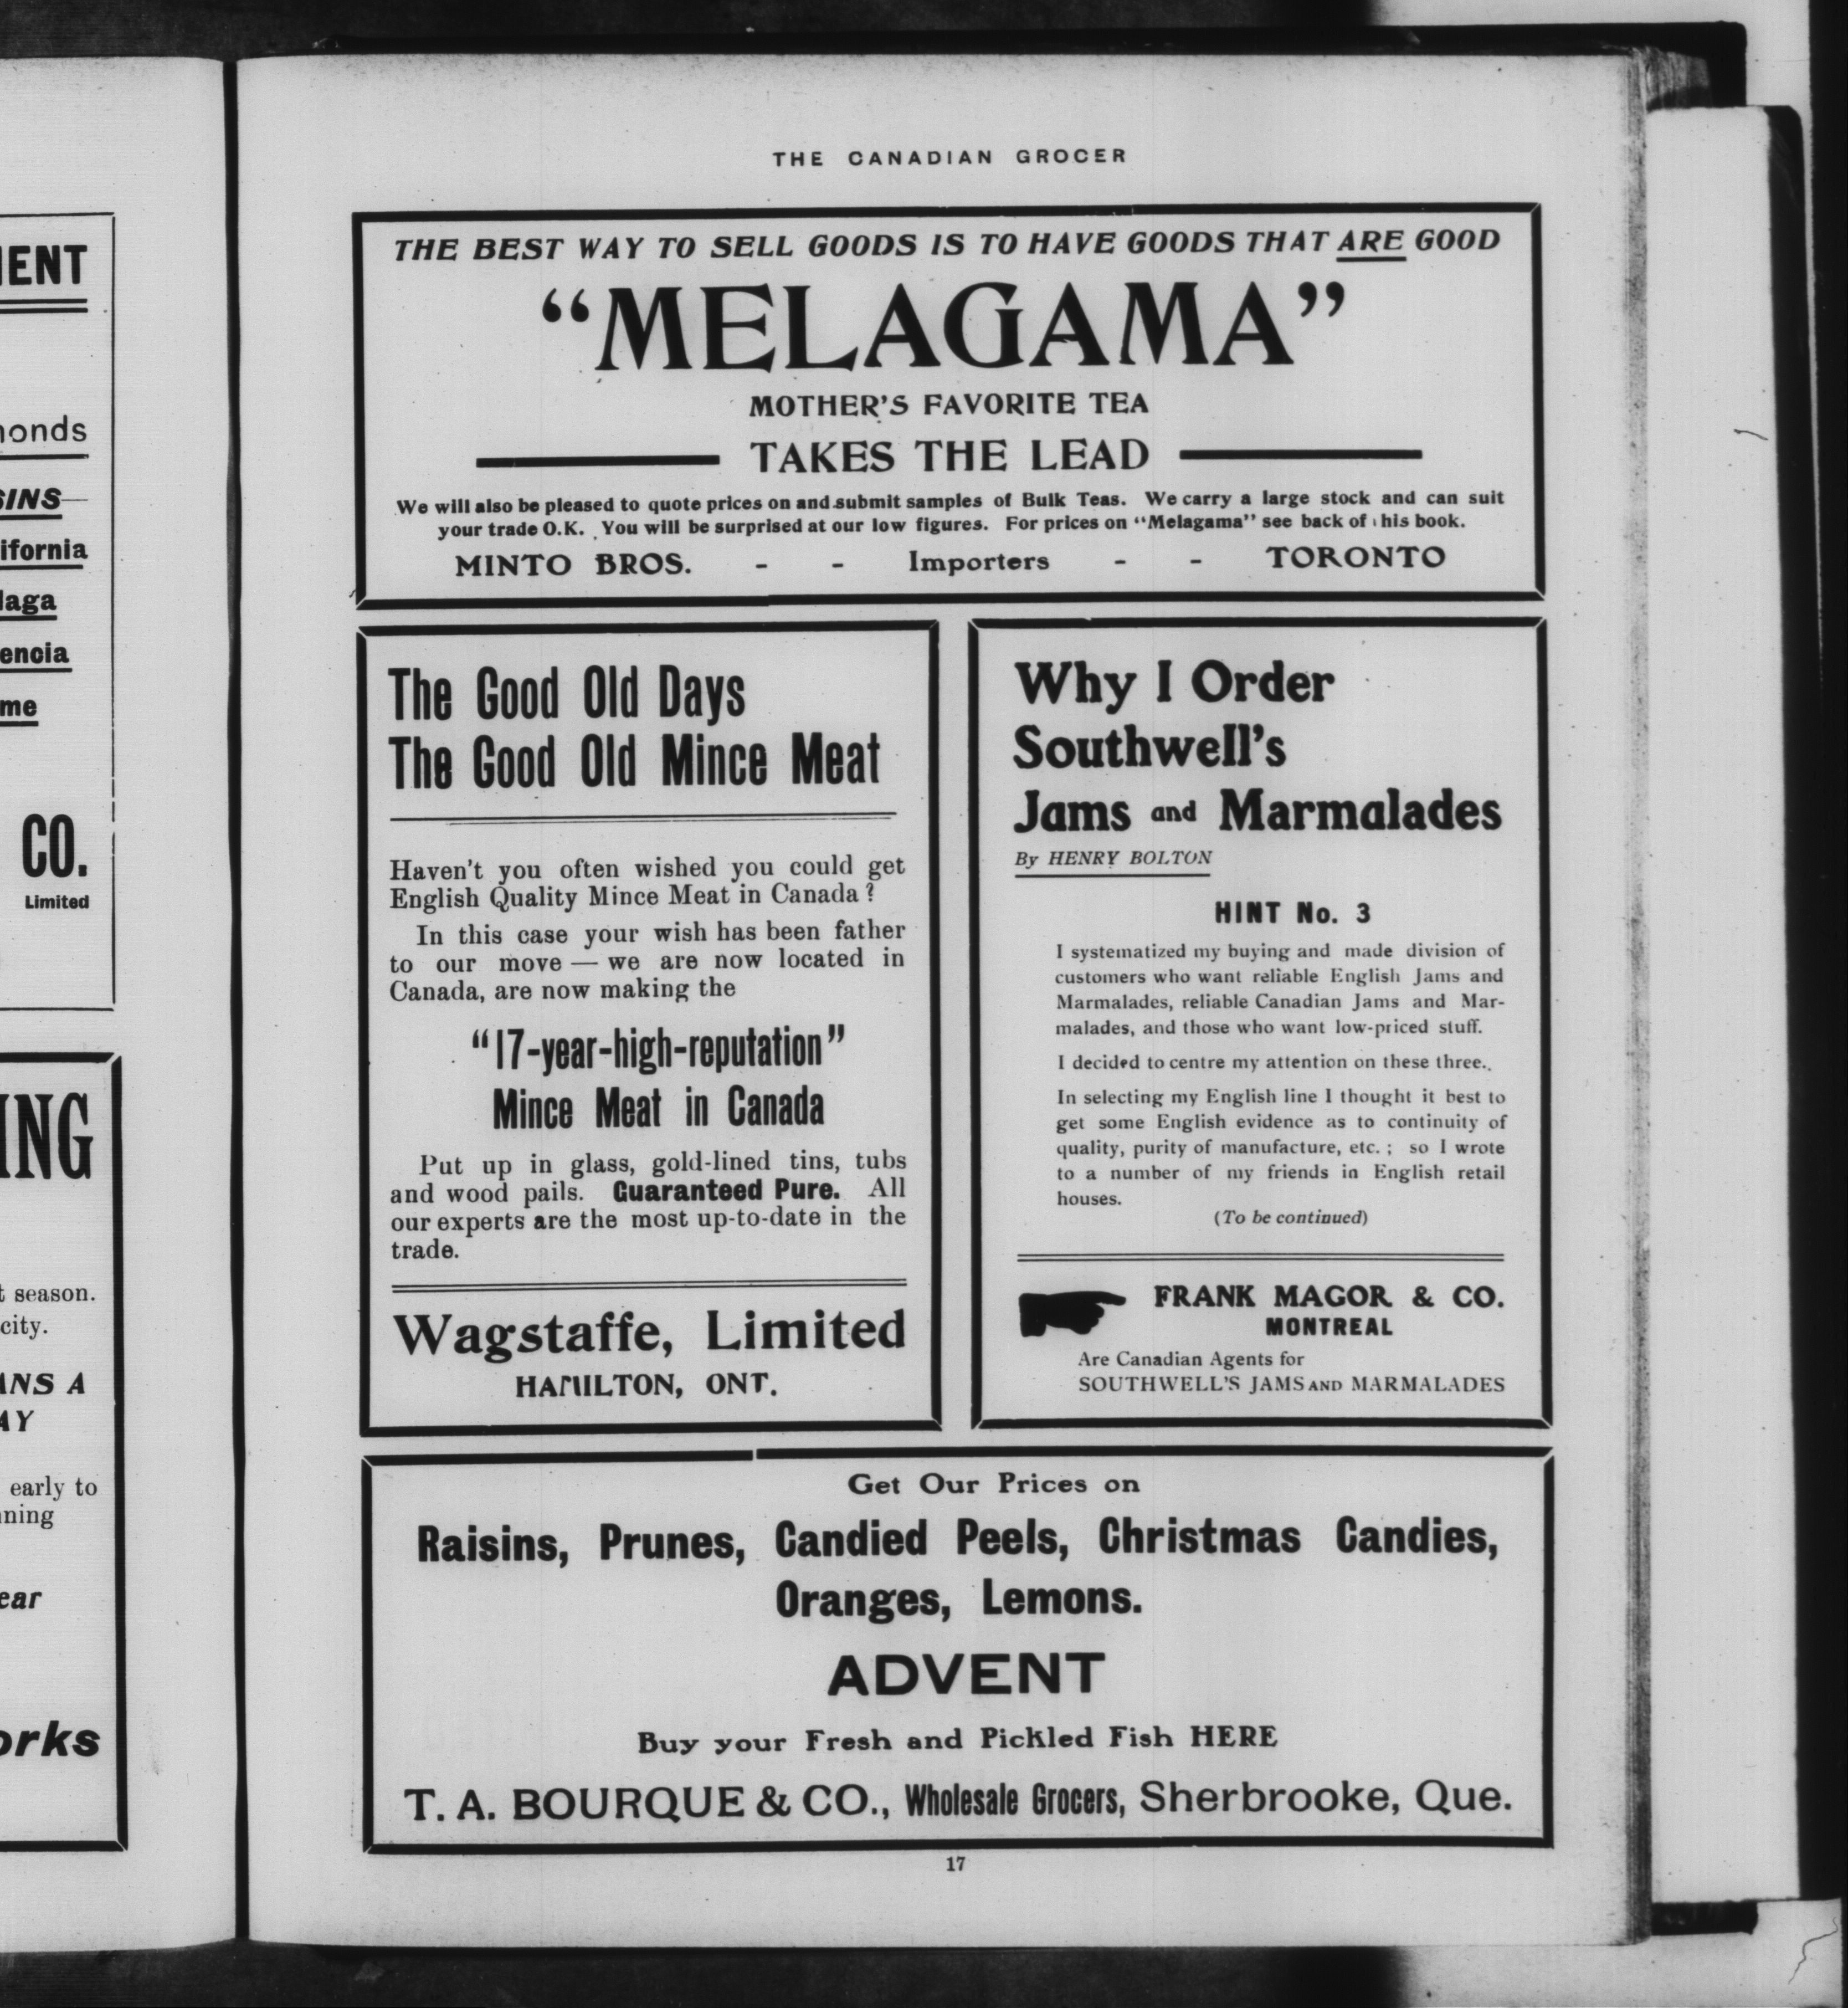 MENT
CO.
Limited
season.
city.
A
early to
THE CANADIAN GROCER
THE BEST WAY TO SELL GOODS IS TO HAVE GOODS THAT ARE GOOD
“MELAGAMA”
MOTHER'S FAVORITE TEA
TAKES THE LEAD
We will also be pleased to quote prices on and submit samples of Bulk Teas. We carry a large stock and can suit
your trade O.K. You will be surprised at our low figures. For prices on “Melagama” see back of his book.
MINTO BROS. - - Importers - - TORONTO
The Good Old Days
The Good Old Mince Meat
Haven't you often wished you could get
English Quality Mince Meat in Canada?
In this case your wish has been father
to our move — we are now located in
Canada, are now making the
“17-year-high-reputation”
Mince Meat in Canada
Put up in glass, gold-lined tins, tubs
and wood pails. Guaranteed Pure. All
our experts are the most up-to-date in the
trade.
Wagstaffe, Limited
HAMILTON, ONT.
Why I Order
Southwell's
Jams and Marmalades
By HENRY BOLTON
HINT No. 3
I systematized my buying and made division of
customers who want reliable English Jams and
Marmalades, reliable Canadian Jams and Mar-
malades, and those who want low-priced stuff.
I decided to centre my attention on these three.
In selecting my English line I thought it best to
get some English evidence as to continuity of
quality, purity of manufacture, etc.; so I wrote
to a number of my friends in English retail
houses.
(To be continued)
FRANK MAGOR & CO.
MONTREAL
Are Canadian Agents for
SOUTHWELL'S JAMS AND MARMALADES
Get Our Prices on
Raisins, Prunes, Candied Peels, Christmas Candies,
Oranges, Lemons.
ADVENT
Buy your Fresh and Pickled Fish HERE
T. A. BOURQUE & CO., Wholesale Grocers, Sherbrooke, Que.
17